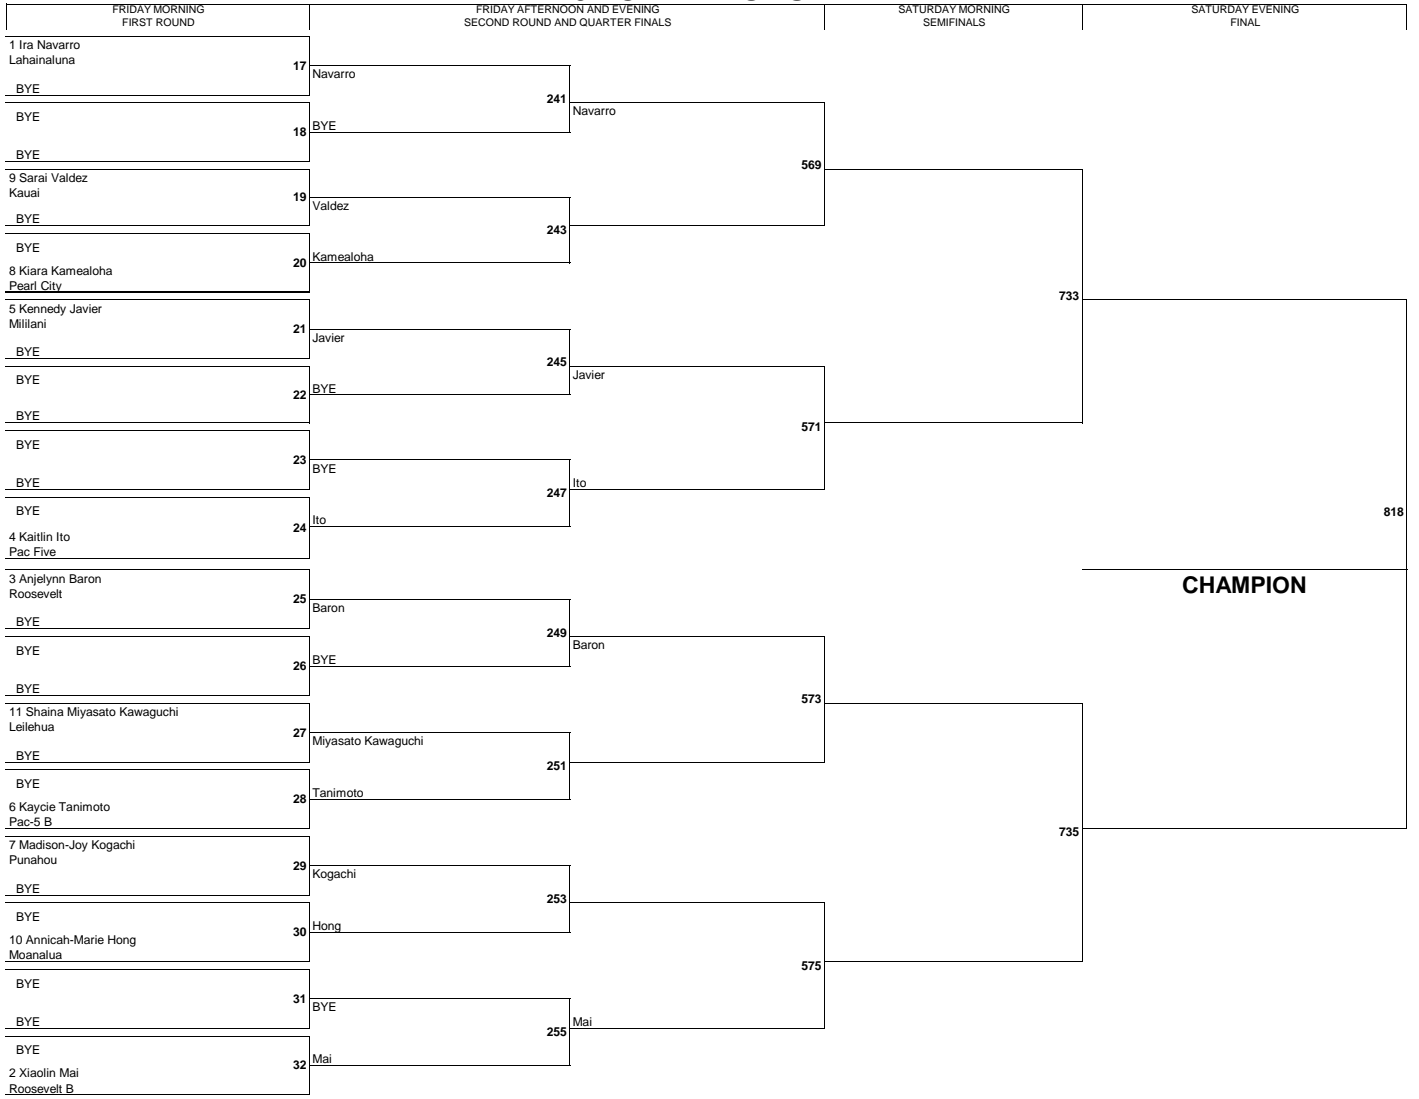 FRIDAY MORNING
FIRST ROUND
FRIDAY AFTERNOON AND EVENING
SECOND ROUND AND QUARTER FINALS
SATURDAY MORNING
SEMIFINALS
SATURDAY EVENING
FINAL
1 Ira Navarro
Lahainaluna
17
BYE
BYE
18
BYE
9 Sarai Valdez
Kauai
19
BYE
BYE
20
8 Kiara Kamealoha
Pearl City
5 Kennedy Javier
Mililani
21
BYE
BYE
22
BYE
BYE
23
BYE
BYE
24
4 Kaitlin Ito
Pac Five
3 Anjelynn Baron
Roosevelt
25
BYE
BYE
26
BYE
11 Shaina Miyasato Kawaguchi
Leilehua
27
BYE
BYE
28
6 Kaycie Tanimoto
Pac-5 B
7 Madison-Joy Kogachi
Punahou
29
BYE
BYE
30
10 Annicah-Marie Hong
Moanalua
BYE
31
BYE
BYE
32
2 Xiaolin Mai
Roosevelt B
Navarro
241
BYE
Valdez
243
Kamealoha
Javier
245
BYE
BYE
247
Ito
Baron
249
BYE
Miyasato Kawaguchi
251
Tanimoto
Kogachi
253
Hong
BYE
255
Mai
Navarro
569
Javier
571
Ito
Baron
573
575
Mai
733
735
818
CHAMPION